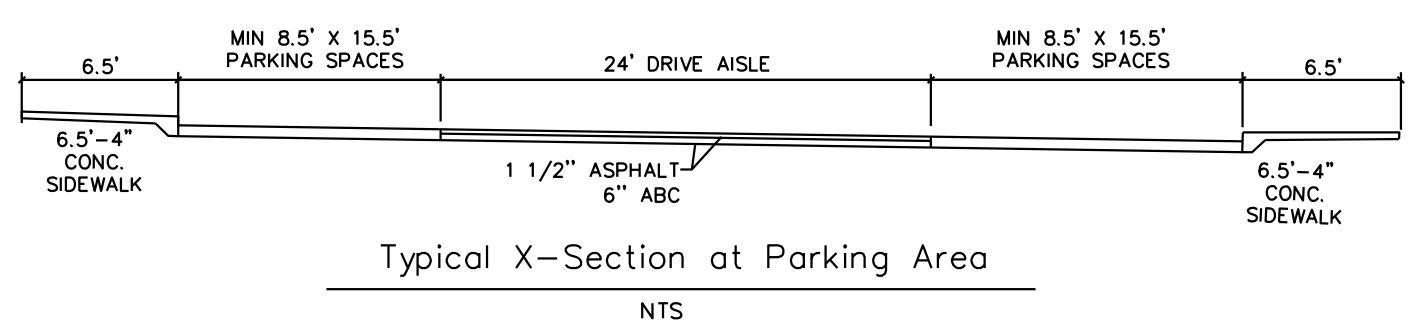 6.5'
MIN 8.5' X 15.5'
PARKING SPACES
24' DRIVE AISLE
MIN 8.5' X 15.5'
PARKING SPACES
6.5'
6.5'-4"
CONC.
SIDEWALK
1 1/2" ASPHALT
6" ABC
6.5'-4"
CONC.
SIDEWALK
Typical X-Section at Parking Area
NTS